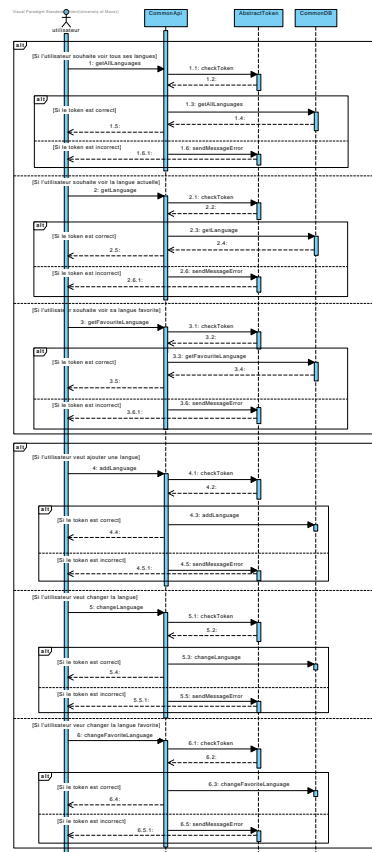 Visual Paradigm Standard (University of Mons)
utilisateur
CommonApi
AbstractToken
CommonDB
alt
[Si l'utilisateur souhaite voir tous ses langues]
1: getAllLanguages
1.1: checkToken
1.2:
alt
1.3: getAllLanguages
[Si le token est correct]
1.4:
1.5:
[Si le token est incorrect]
1.6: sendMessageError
1.6.1:
[Si l'utilisateur souhaite voir la langue actuelle]
2: getLanguage
2.1: checkToken
2.2:
alt
2.3: getLanguage
[Si le token est correct]
2.4:
2.5:
[Si le token est incorrect]
2.6: sendMessageError
2.6.1:
[Si l'utilisateur souhaite voir sa langue favorite]
3: getFavouriteLanguage
3.1: checkToken
3.2:
alt
3.3: getFavouriteLanguage
[Si le token est correct]
3.4:
3.5:
[Si le token est incorrect]
3.6: sendMessageError
3.6.1:
alt
[Si l'utilisateur veut ajouter une langue]
4: addLanguage
4.1: checkToken
4.2:
alt
4.3: addLanguage
[Si le token est correct]
4.4:
[Si le token est incorrect]
4.5: sendMessageError
4.5.1:
[Si l'utilisateur veut changer la langue]
5: changeLanguage
5.1: checkToken
5.2:
alt
5.3: changeLanguage
[Si le token est correct]
5.4:
[Si le token est incorrect]
5.5: sendMessageError
5.5.1:
[Si l'utilisateur veut changer la langue favorite]
6: changeFavoriteLanguage
6.1: checkToken
6.2:
alt
6.3: changeFavoriteLanguage
[Si le token est correct]
6.4:
[Si le token est incorrect]
6.5: sendMessageError
6.5.1: